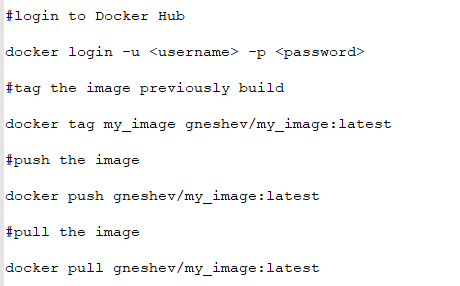 #login to Docker Hub
docker login -u <username> -p <password>
#tag the image previously build
docker tag my_image gneshev/my_image:latest
#push the image
docker push gneshev/my_image:latest
#pull the image
docker pull gneshev/my_image:latest